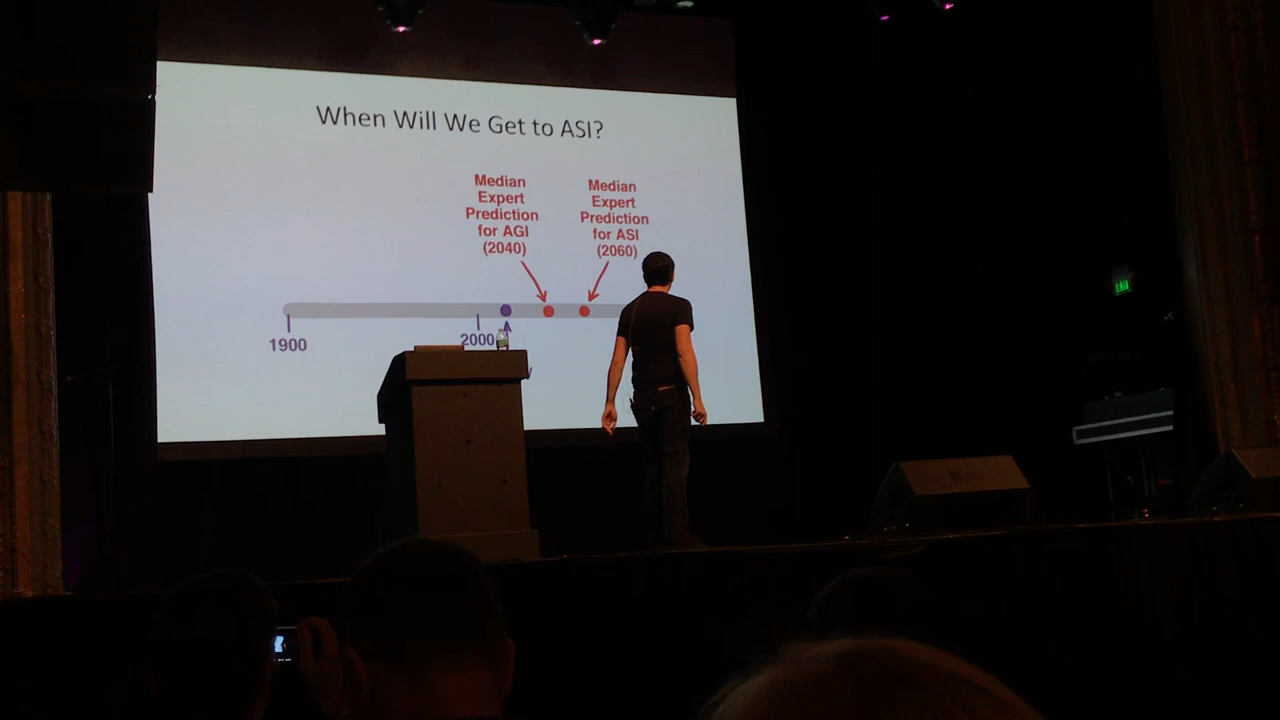 When Will We Get to ASI?
Median
Expert
Prediction
for AGI
(2040)
Median
Expert
Prediction
for ASI
(2060)
1900
2000